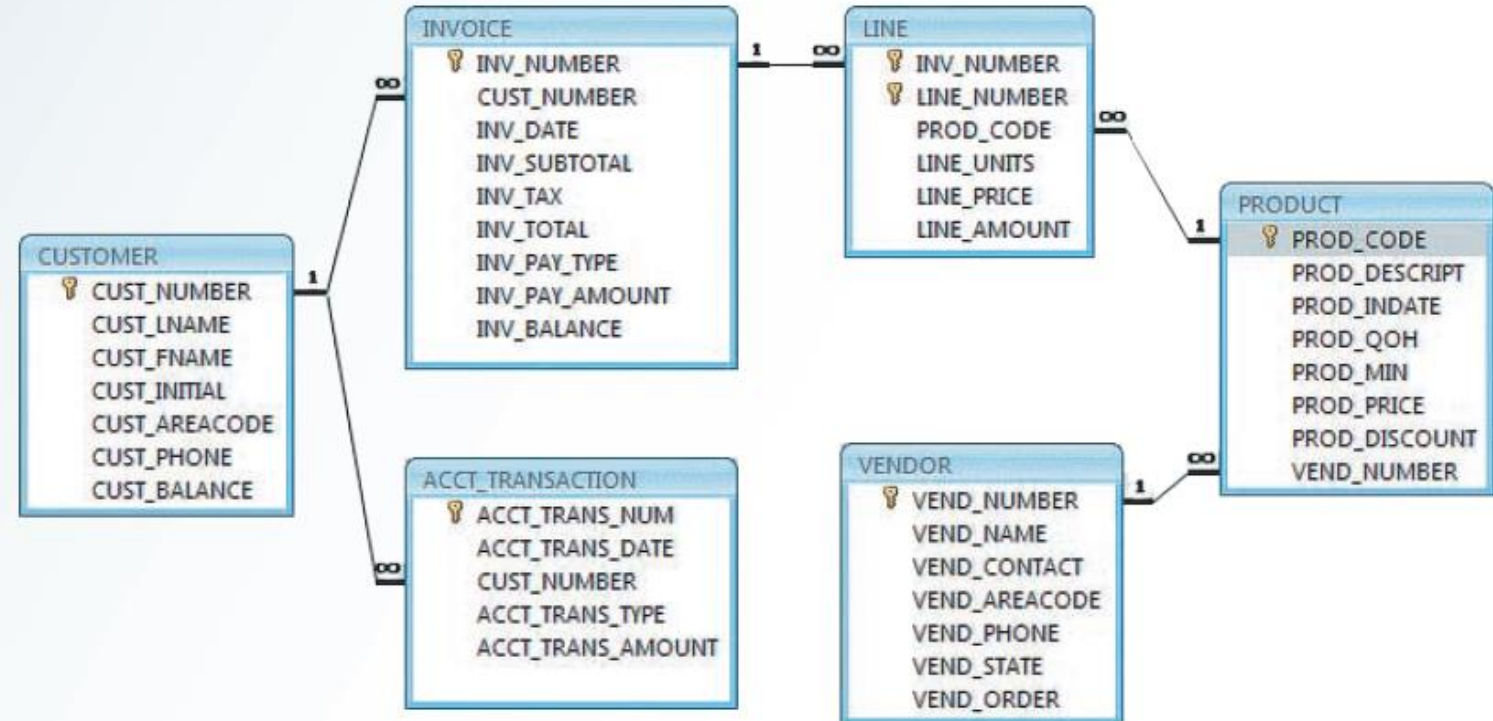 INVOICE
INV_NUMBER
CUST_NUMBER
INV_DATE
INV_SUBTOTAL
INV_TAX
INV_TOTAL
INV_PAY_TYPE
INV_PAY_AMOUNT
INV_BALANCE
1
∞
LINE
INV_NUMBER
LINE_NUMBER
PROD_CODE
LINE_UNITS
LINE_PRICE
LINE_AMOUNT
∞
1
PRODUCT
PROD_CODE
PROD_DESCRIPT
PROD_INDATE
PROD_QOH
PROD_MIN
PROD_PRICE
PROD_DISCOUNT
VEND_NUMBER
CUSTOMER
CUST_NUMBER
CUST_LNAME
CUST_FNAME
CUST_INITIAL
CUST_AREACODE
CUST_PHONE
CUST_BALANCE
1
∞
∞
ACCT_TRANSACTION
ACCT_TRANS_NUM
ACCT_TRANS_DATE
CUST_NUMBER
ACCT_TRANS_TYPE
ACCT_TRANS_AMOUNT
VENDOR
VEND_NUMBER
VEND_NAME
VEND_CONTACT
VEND_AREACODE
VEND_PHONE
VEND_STATE
VEND_ORDER
1
∞